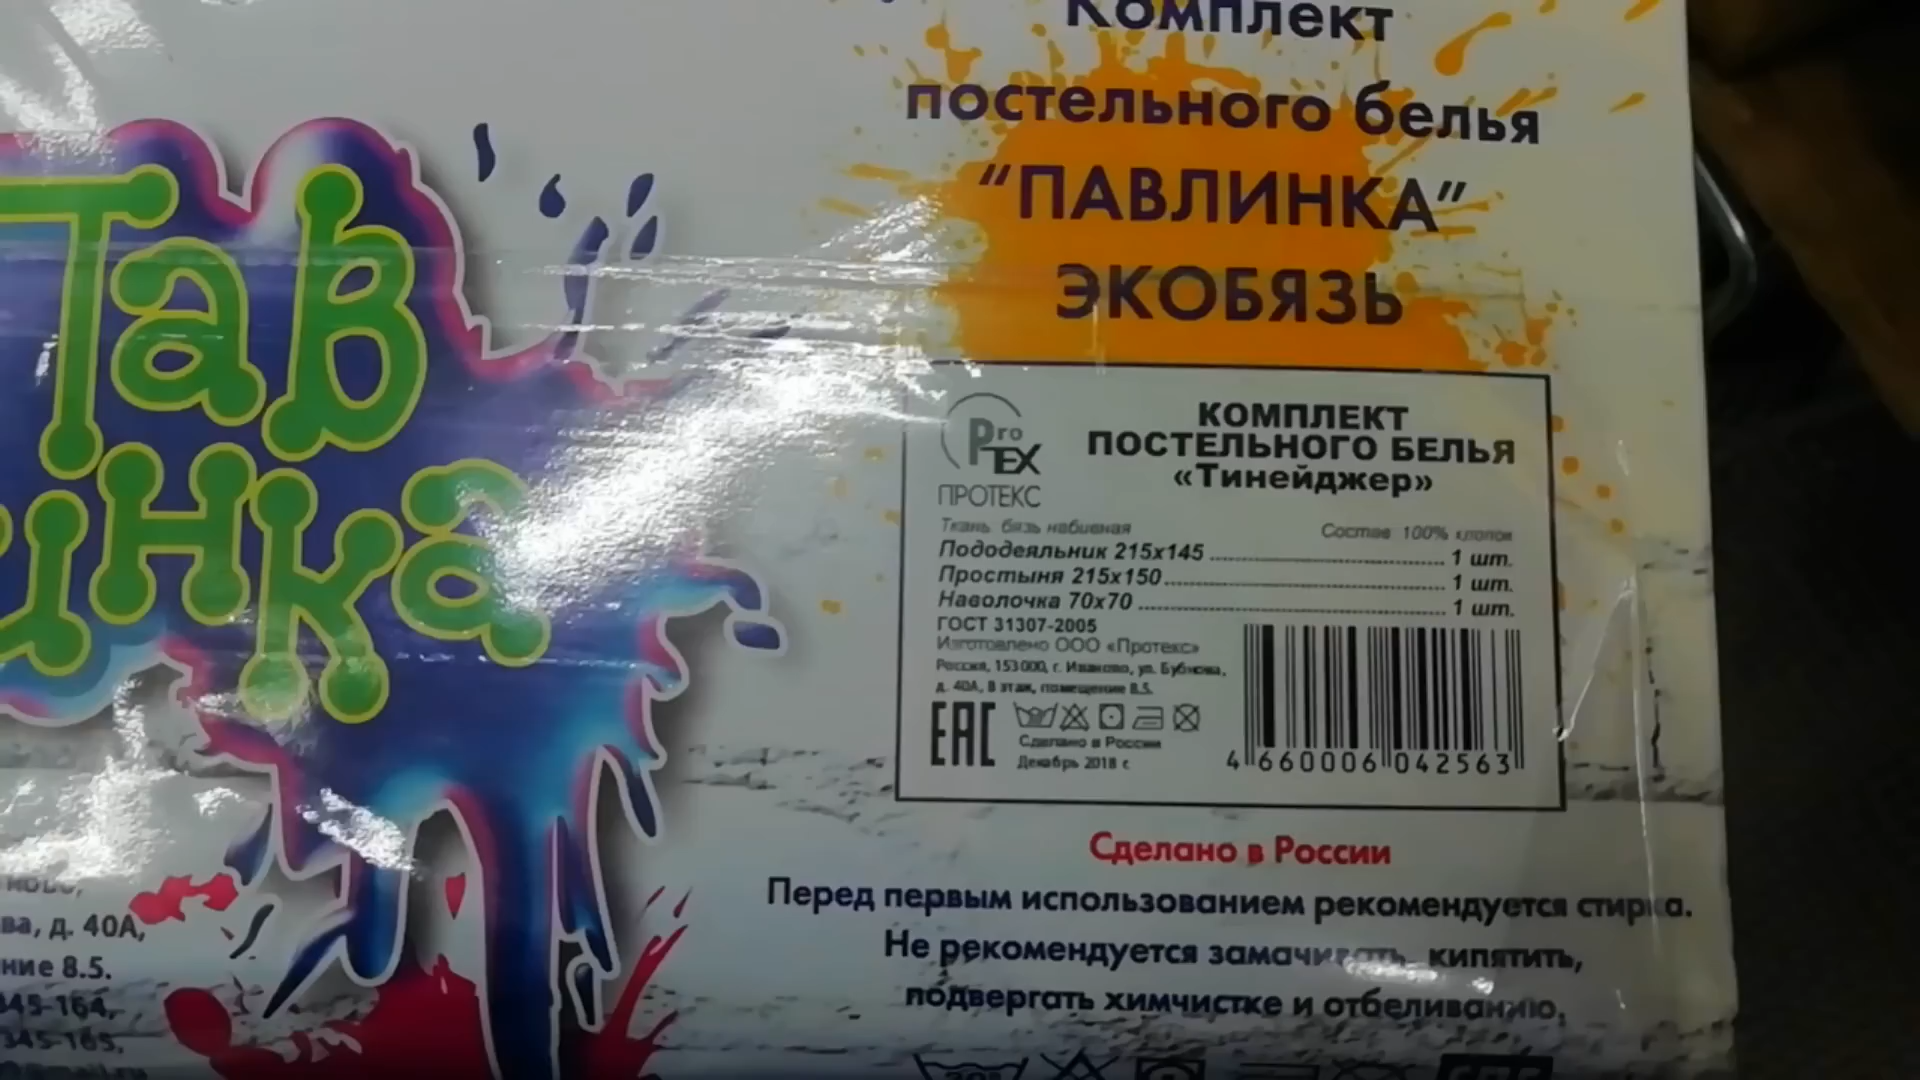 Комплект
постельного белья
"ПАВЛИНКА"
ЭКОБЯЗЬ
Пав
инка
Pro
TEX
ПРОТЕКС
КОМПЛЕКТ
ПОСТЕЛЬНОГО БЕЛЬЯ
«Тинейджер»
Ткань бязь набивная Состав 100% хлопок
Пододеяльник 215х145 1 шт.
Простыня 215х150 1 шт.
Наволочка 70х70 1 шт.
ГОСТ 31307-2005
Изготовлено ООО «Протекс»
Россия, 153000, г. Иваново, ул. Бубнова,
д. 40А, 8 этаж, помещение 8.5.
EAC
Сделано в России
Декабрь 2018 г.
4 660006 042563
Сделано в России
Перед первым использованием рекомендуется стирка.
Не рекомендуется замачивать, кипятить,
подвергать химчистке и отбеливанию.
ва, д. 40А,
ние 8.5.
345-164,
345-165,